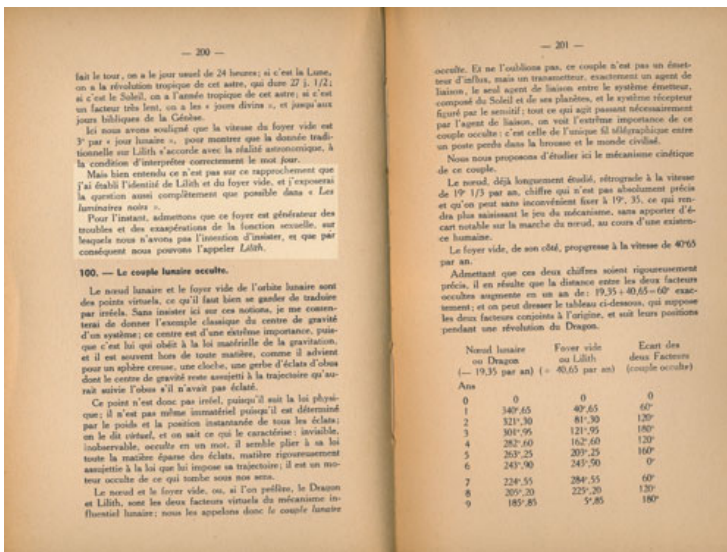 — 200 —
fait le tour, on a le jour usuel de 24 heures; si c'est la Lune,
on a la révolution tropique de cet astre, qui dure 27 j. 1/2;
si c'est le Soleil, on a l'année tropique de cet astre; si c'est
un facteur très lent, on a les « jours divins », et jusqu'aux
jours bibliques de la Génèse.
Ici nous avons souligné que la vitesse du foyer vide est
3° par « jour lunaire », pour montrer que la donnée tradi-
tionnelle sur Lilith s'accorde avec la réalité astronomique, à
la condition d'interpréter correctement le mot jour.
Mais bien entendu ce n'est pas sur ce rapprochement que
j'ai établi l'identité de Lilith et du foyer vide, et j'exposerai
la question aussi complètement que possible dans « Les
luminaires noirs ».
Pour l'instant, admettons que ce foyer est générateur des
troubles et des exaspérations de la fonction sexuelle, sur
lesquels nous n'avons pas l'intention d'insister, et que par
conséquent nous pouvons l'appeler Lilith.
100. — Le couple lunaire occulte.
Le nœud lunaire et le foyer vide de l'orbite lunaire sont
des points virtuels, ce qu'il faut bien se garder de traduire
par irréels. Sans insister ici sur ces notions, je me conten-
terai de donner l'exemple classique du centre de gravité
d'un système; ce centre est d'une extrême importance, puis-
que c'est lui qui obéit à la loi matérielle de la gravitation,
et il est souvent hors de toute matière, comme il advient
pour un sphère creuse, une cloche, une gerbe d'éclats d'obus
dont le centre de gravité reste assujetti à la trajectoire qu'au-
rait suivie l'obus s'il n'avait pas éclaté.
Ce point n'est donc pas irréel, puisqu'il suit la loi physi-
que; il n'est pas même immatériel puisqu'il est déterminé
par le poids et la position instantanée de tous les éclats;
on le dit virtuel, et on sait ce qui le caractérise; invisible,
inobservable, occulte en un mot, il semble plier à sa loi
toute la matière éparse des éclats, matière rigoureusement
assujettie à la loi que lui impose sa trajectoire; il est un mo-
teur occulte de ce qui tombe sous nos sens.
Le nœud et le foyer vide, ou, si l'on préfère, le Dragon
et Lilith, sont les deux facteurs virtuels du mécanisme in-
fluentiel lunaire; nous les appelons donc le couple lunaire
— 201 —
occulte. Et ne l'oublions pas, ce couple n'est pas un émet-
teur d'influx, mais un transmetteur, exactement un agent de
liaison, le seul agent de liaison entre le système émetteur,
composé du Soleil et de ses planètes, et le système récepteur
figuré par le sensitif; tout ce qui agit passant nécessairement
par l'agent de liaison, on voit l'extrême importance de ce
couple occulte : c'est celle de l'unique fil télégraphique entre
un poste perdu dans la brousse et le monde civilisé.
Nous nous proposons d'étudier ici le mécanisme cinétique
de ce couple.
Le nœud, déjà longuement étudié, rétrograde à la vitesse
de 19° 1/3 par an, chiffre qui n'est pas absolument précis
et qu'on peut sans inconvénient fixer à 19°, 35, ce qui ren-
dra plus saisissant le jeu du mécanisme, sans apporter d'é-
cart notable sur la marche du nœud, au cours d'une existen-
ce humaine.
Le foyer vide, de son côté, progresse à la vitesse de 40°65
par an.
Admettant que ces deux chiffres soient rigoureusement
précis, il en résulte que la distance entre les deux facteurs
occultes augmente en un an de: 19,35+40,65=60° exac-
tement; et on peut dresser le tableau ci-dessous, qui suppose
les deux facteurs conjoints à l'origine, et suit leurs positions
pendant une révolution du Dragon.
Nœud lunaire Foyer vide Ecart des
ou Dragon ou Lilith deux Facteurs
(— 19,35 par an) (+ 40,65 par an) (couple occulte)
Ans
0 0 0 0
1 340°,65 40°,65 60°
2 321°,30 81°,30 120°
3 301°,95 121°,95 180°
4 282°,60 162°,60 120°
5 263°,25 203°,25 160°
6 243°,90 243°,90 0°
7 224°,55 284°,55 60°
8 205°,20 225°,20 120°
9 185°,85 5°,85 180°